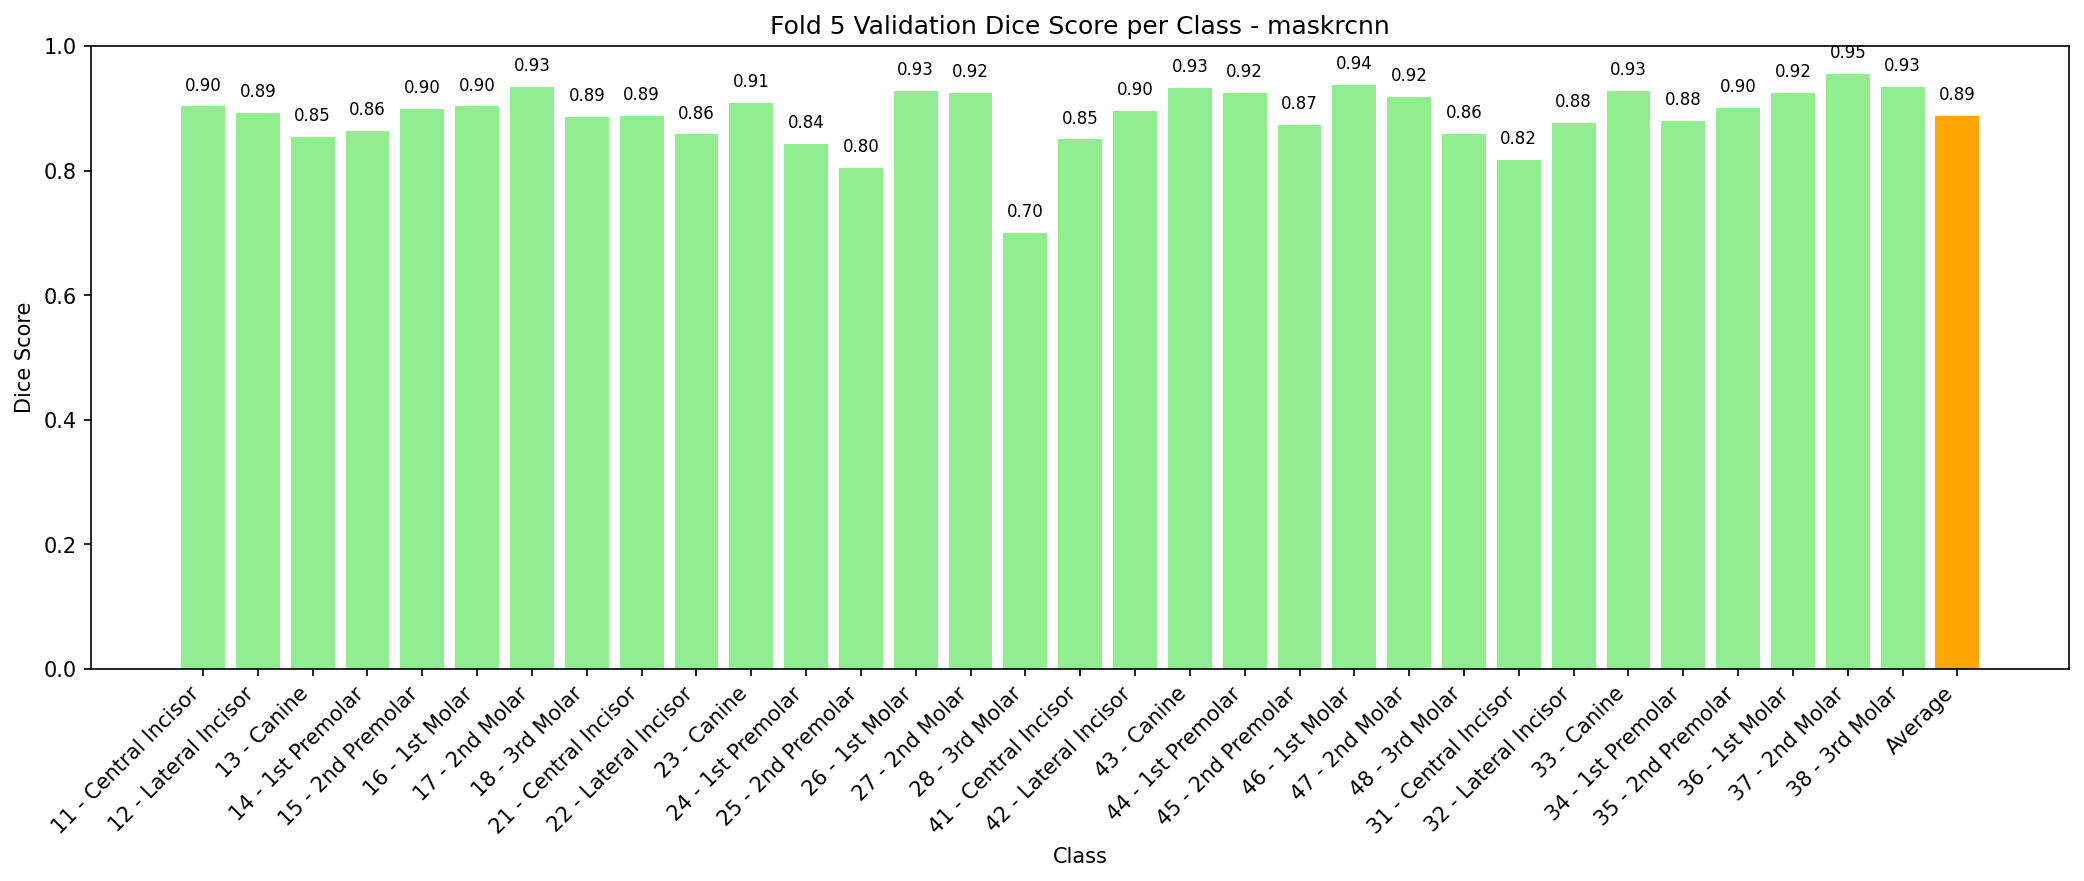 Fold 5 Validation Dice Score per Class - maskrcnn
Dice Score
1.0
0.8
0.6
0.4
0.2
0.0
0.90
0.89
0.85
0.86
0.90
0.90
0.93
0.89
0.89
0.86
0.91
0.84
0.80
0.93
0.92
0.70
0.85
0.90
0.93
0.92
0.87
0.94
0.92
0.86
0.82
0.88
0.93
0.88
0.90
0.92
0.95
0.93
0.89
11 - Central Incisor
12 - Lateral Incisor
13 - Canine
14 - 1st Premolar
15 - 2nd Premolar
16 - 1st Molar
17 - 2nd Molar
18 - 3rd Molar
21 - Central Incisor
22 - Lateral Incisor
23 - Canine
24 - 1st Premolar
25 - 2nd Premolar
26 - 1st Molar
27 - 2nd Molar
28 - 3rd Molar
41 - Central Incisor
42 - Lateral Incisor
43 - Canine
44 - 1st Premolar
45 - 2nd Premolar
46 - 1st Molar
47 - 2nd Molar
48 - 3rd Molar
31 - Central Incisor
32 - Lateral Incisor
33 - Canine
34 - 1st Premolar
35 - 2nd Premolar
36 - 1st Molar
37 - 2nd Molar
38 - 3rd Molar
Average
Class